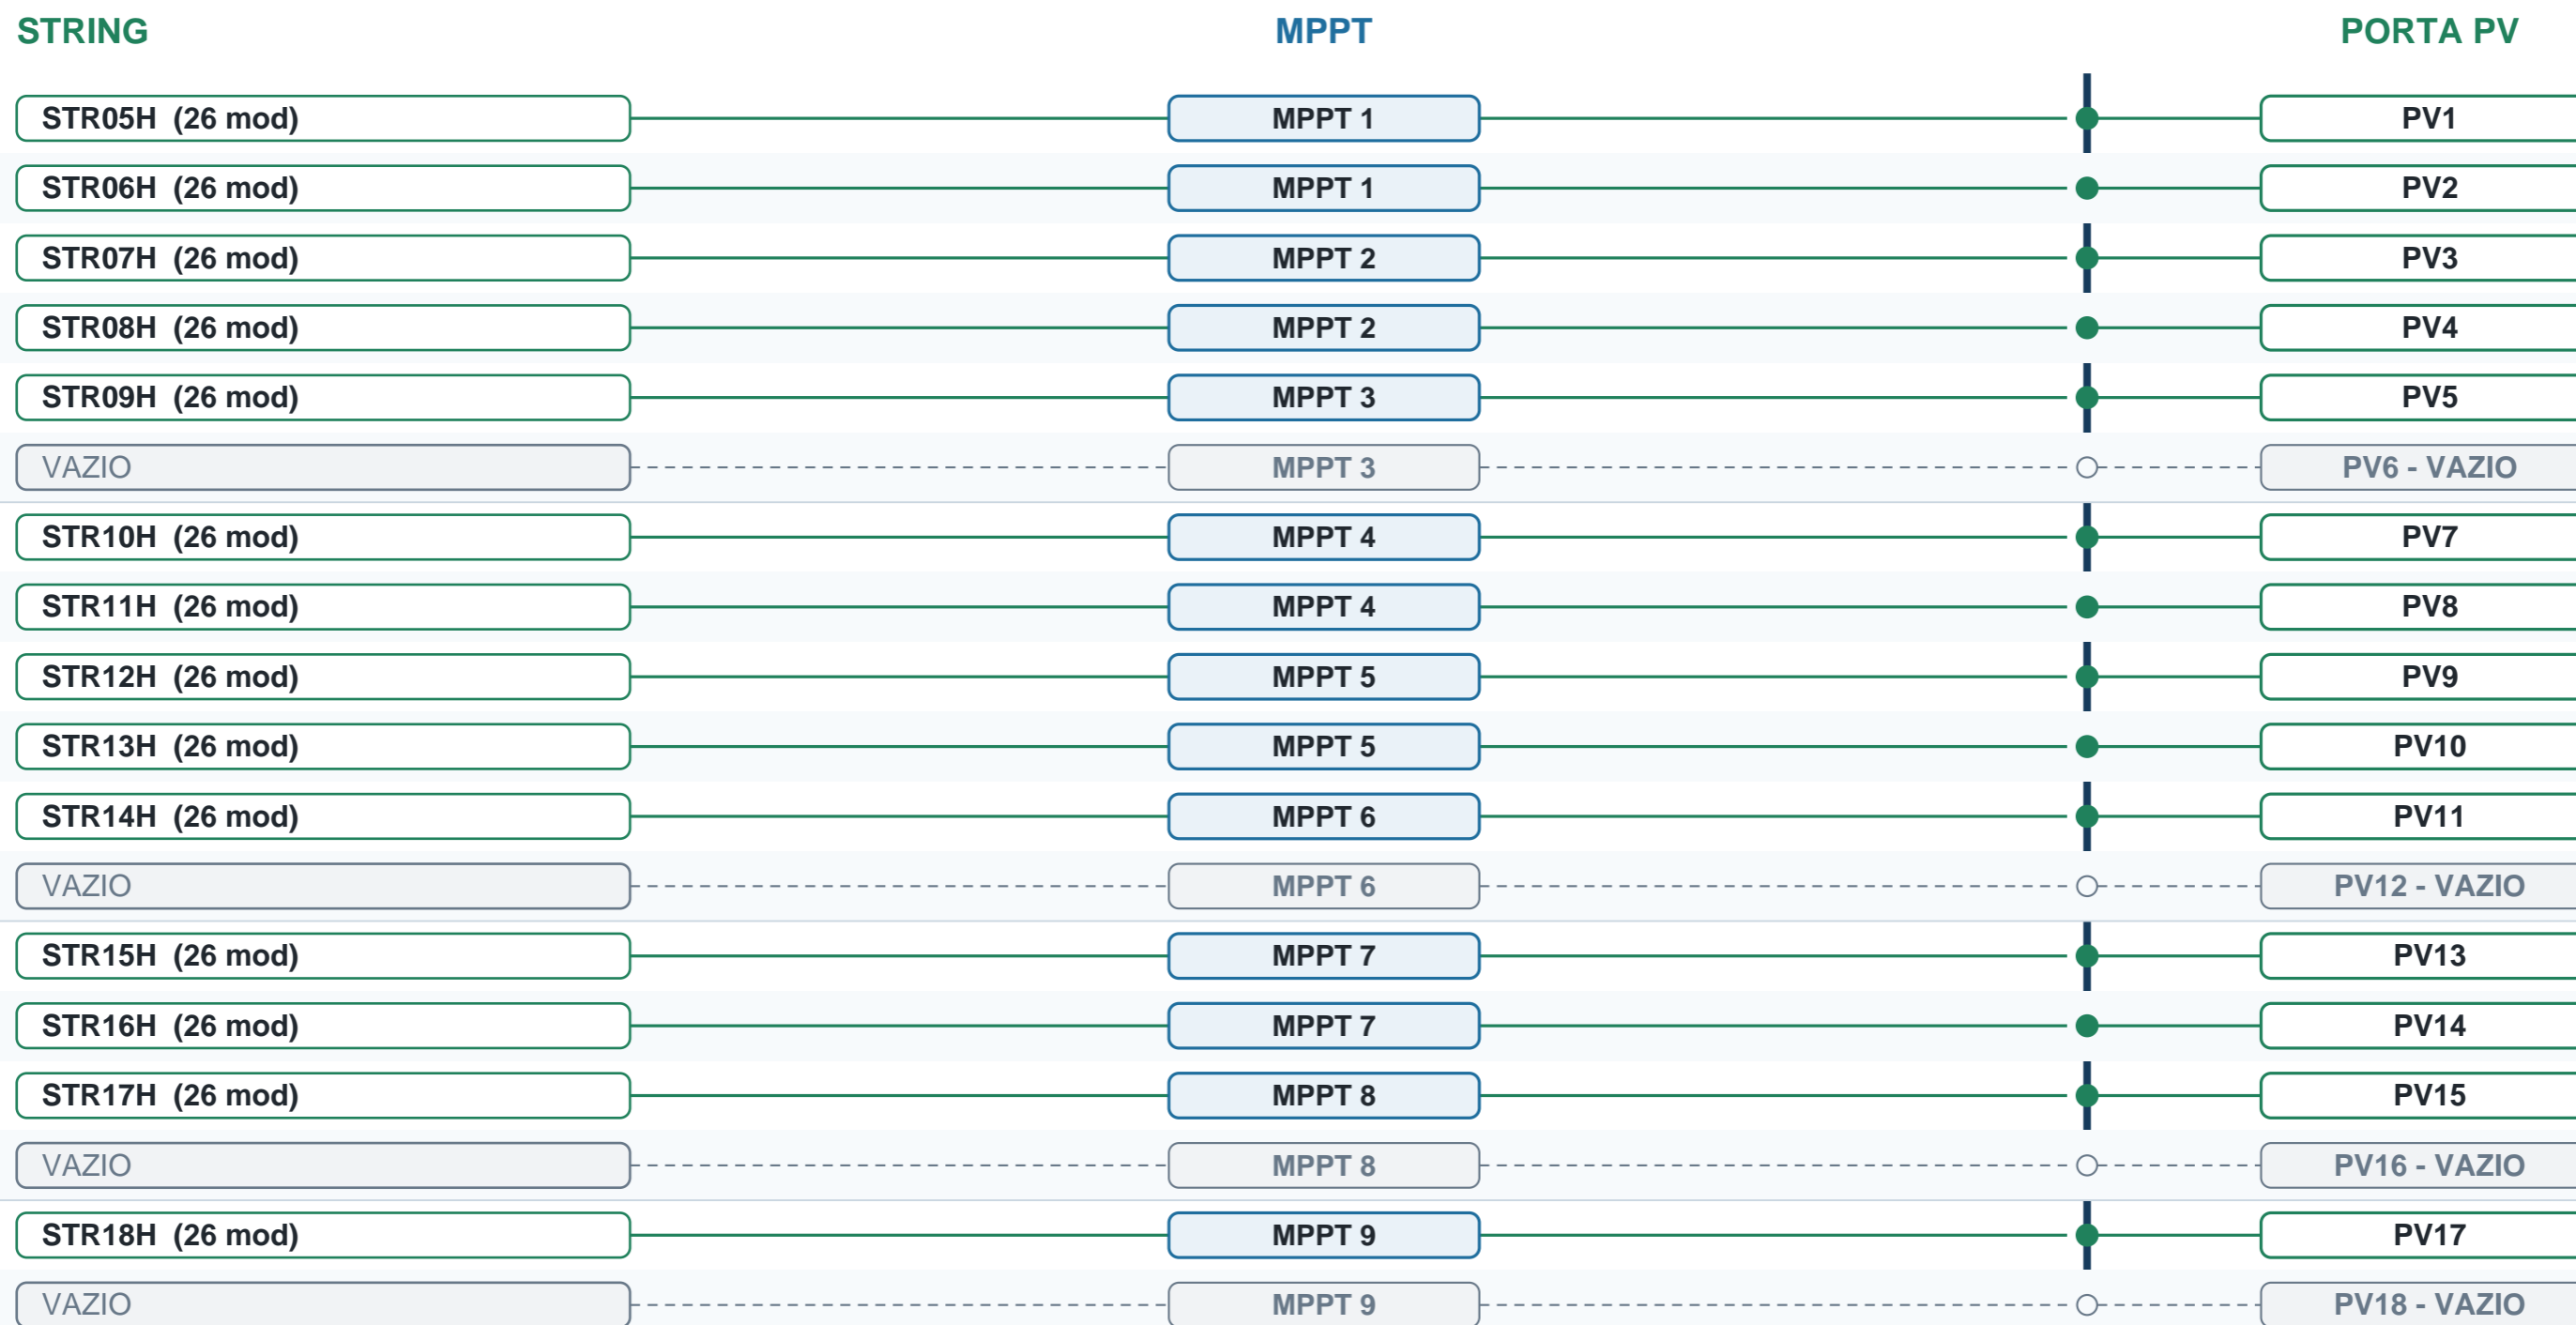 STRING MPPT PORTA PV
STR05H (26 mod) MPPT 1 PV1
STR06H (26 mod) MPPT 1 PV2
STR07H (26 mod) MPPT 2 PV3
STR08H (26 mod) MPPT 2 PV4
STR09H (26 mod) MPPT 3 PV5
VAZIO MPPT 3 PV6 - VAZIO
STR10H (26 mod) MPPT 4 PV7
STR11H (26 mod) MPPT 4 PV8
STR12H (26 mod) MPPT 5 PV9
STR13H (26 mod) MPPT 5 PV10
STR14H (26 mod) MPPT 6 PV11
VAZIO MPPT 6 PV12 - VAZIO
STR15H (26 mod) MPPT 7 PV13
STR16H (26 mod) MPPT 7 PV14
STR17H (26 mod) MPPT 8 PV15
VAZIO MPPT 8 PV16 - VAZIO
STR18H (26 mod) MPPT 9 PV17
VAZIO MPPT 9 PV18 - VAZIO